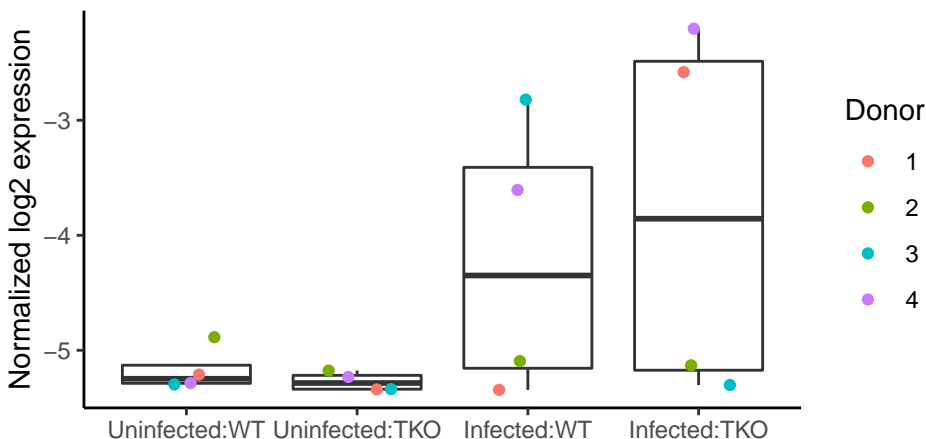 Normalized log2 expression
−3
−4
−5
Uninfected:WT
Uninfected:TKO
Infected:WT
Infected:TKO
Donor
1
2
3
4